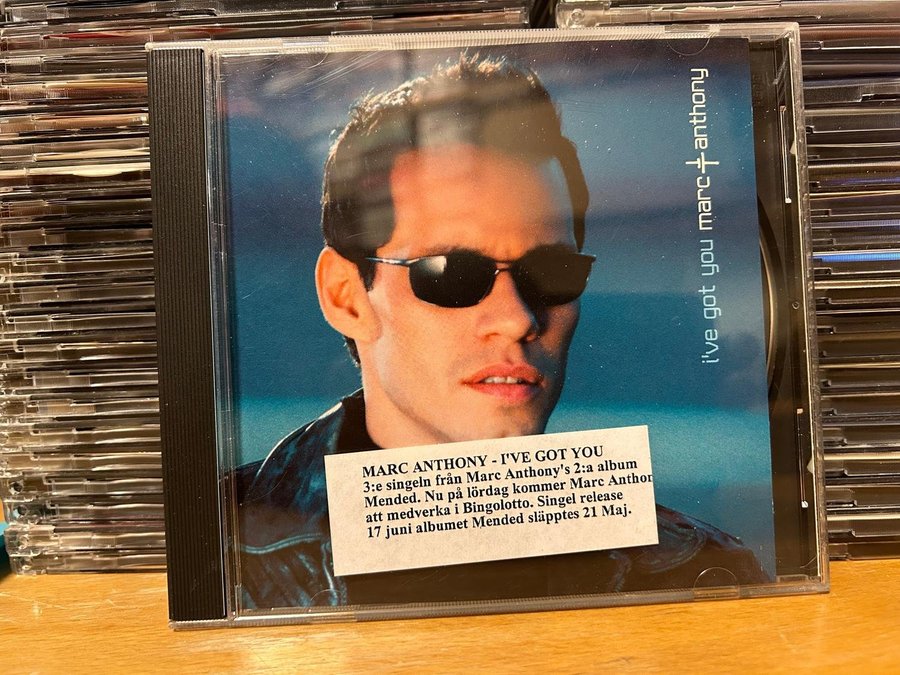 i've got you marc anthony
MARC ANTHONY - I'VE GOT YOU
3:e singeln från Marc Anthony's 2:a album
Mended. Nu på lördag kommer Marc Anthon
att medverka i Bingolotto. Singel release
17 juni albumet Mended släpptes 21 Maj.